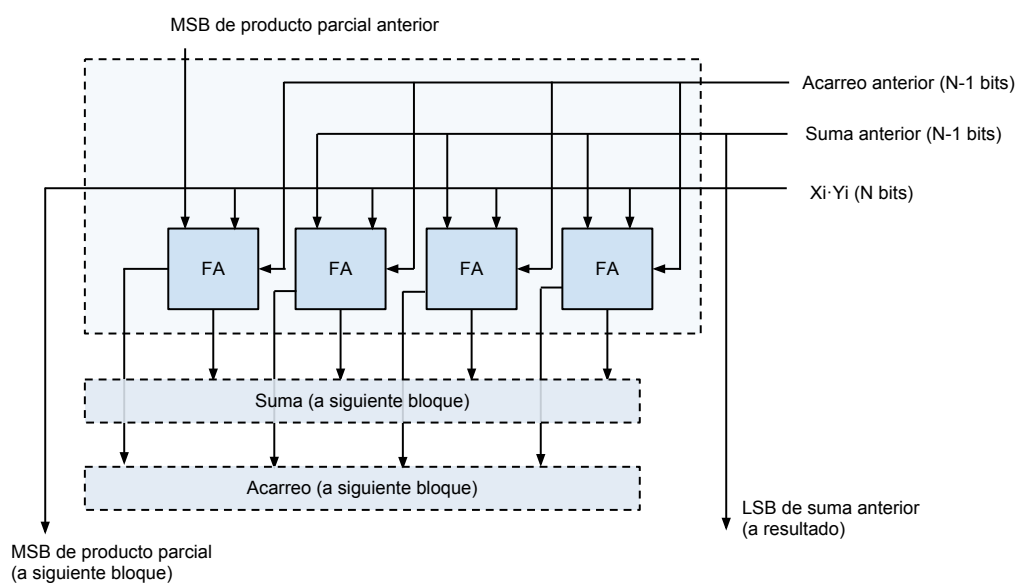 MSB de producto parcial anterior
Acarreo anterior (N-1 bits)
Suma anterior (N-1 bits)
Xi·Yi (N bits)
FA
FA
FA
FA
Suma (a siguiente bloque)
Acarreo (a siguiente bloque)
LSB de suma anterior
(a resultado)
MSB de producto parcial
(a siguiente bloque)